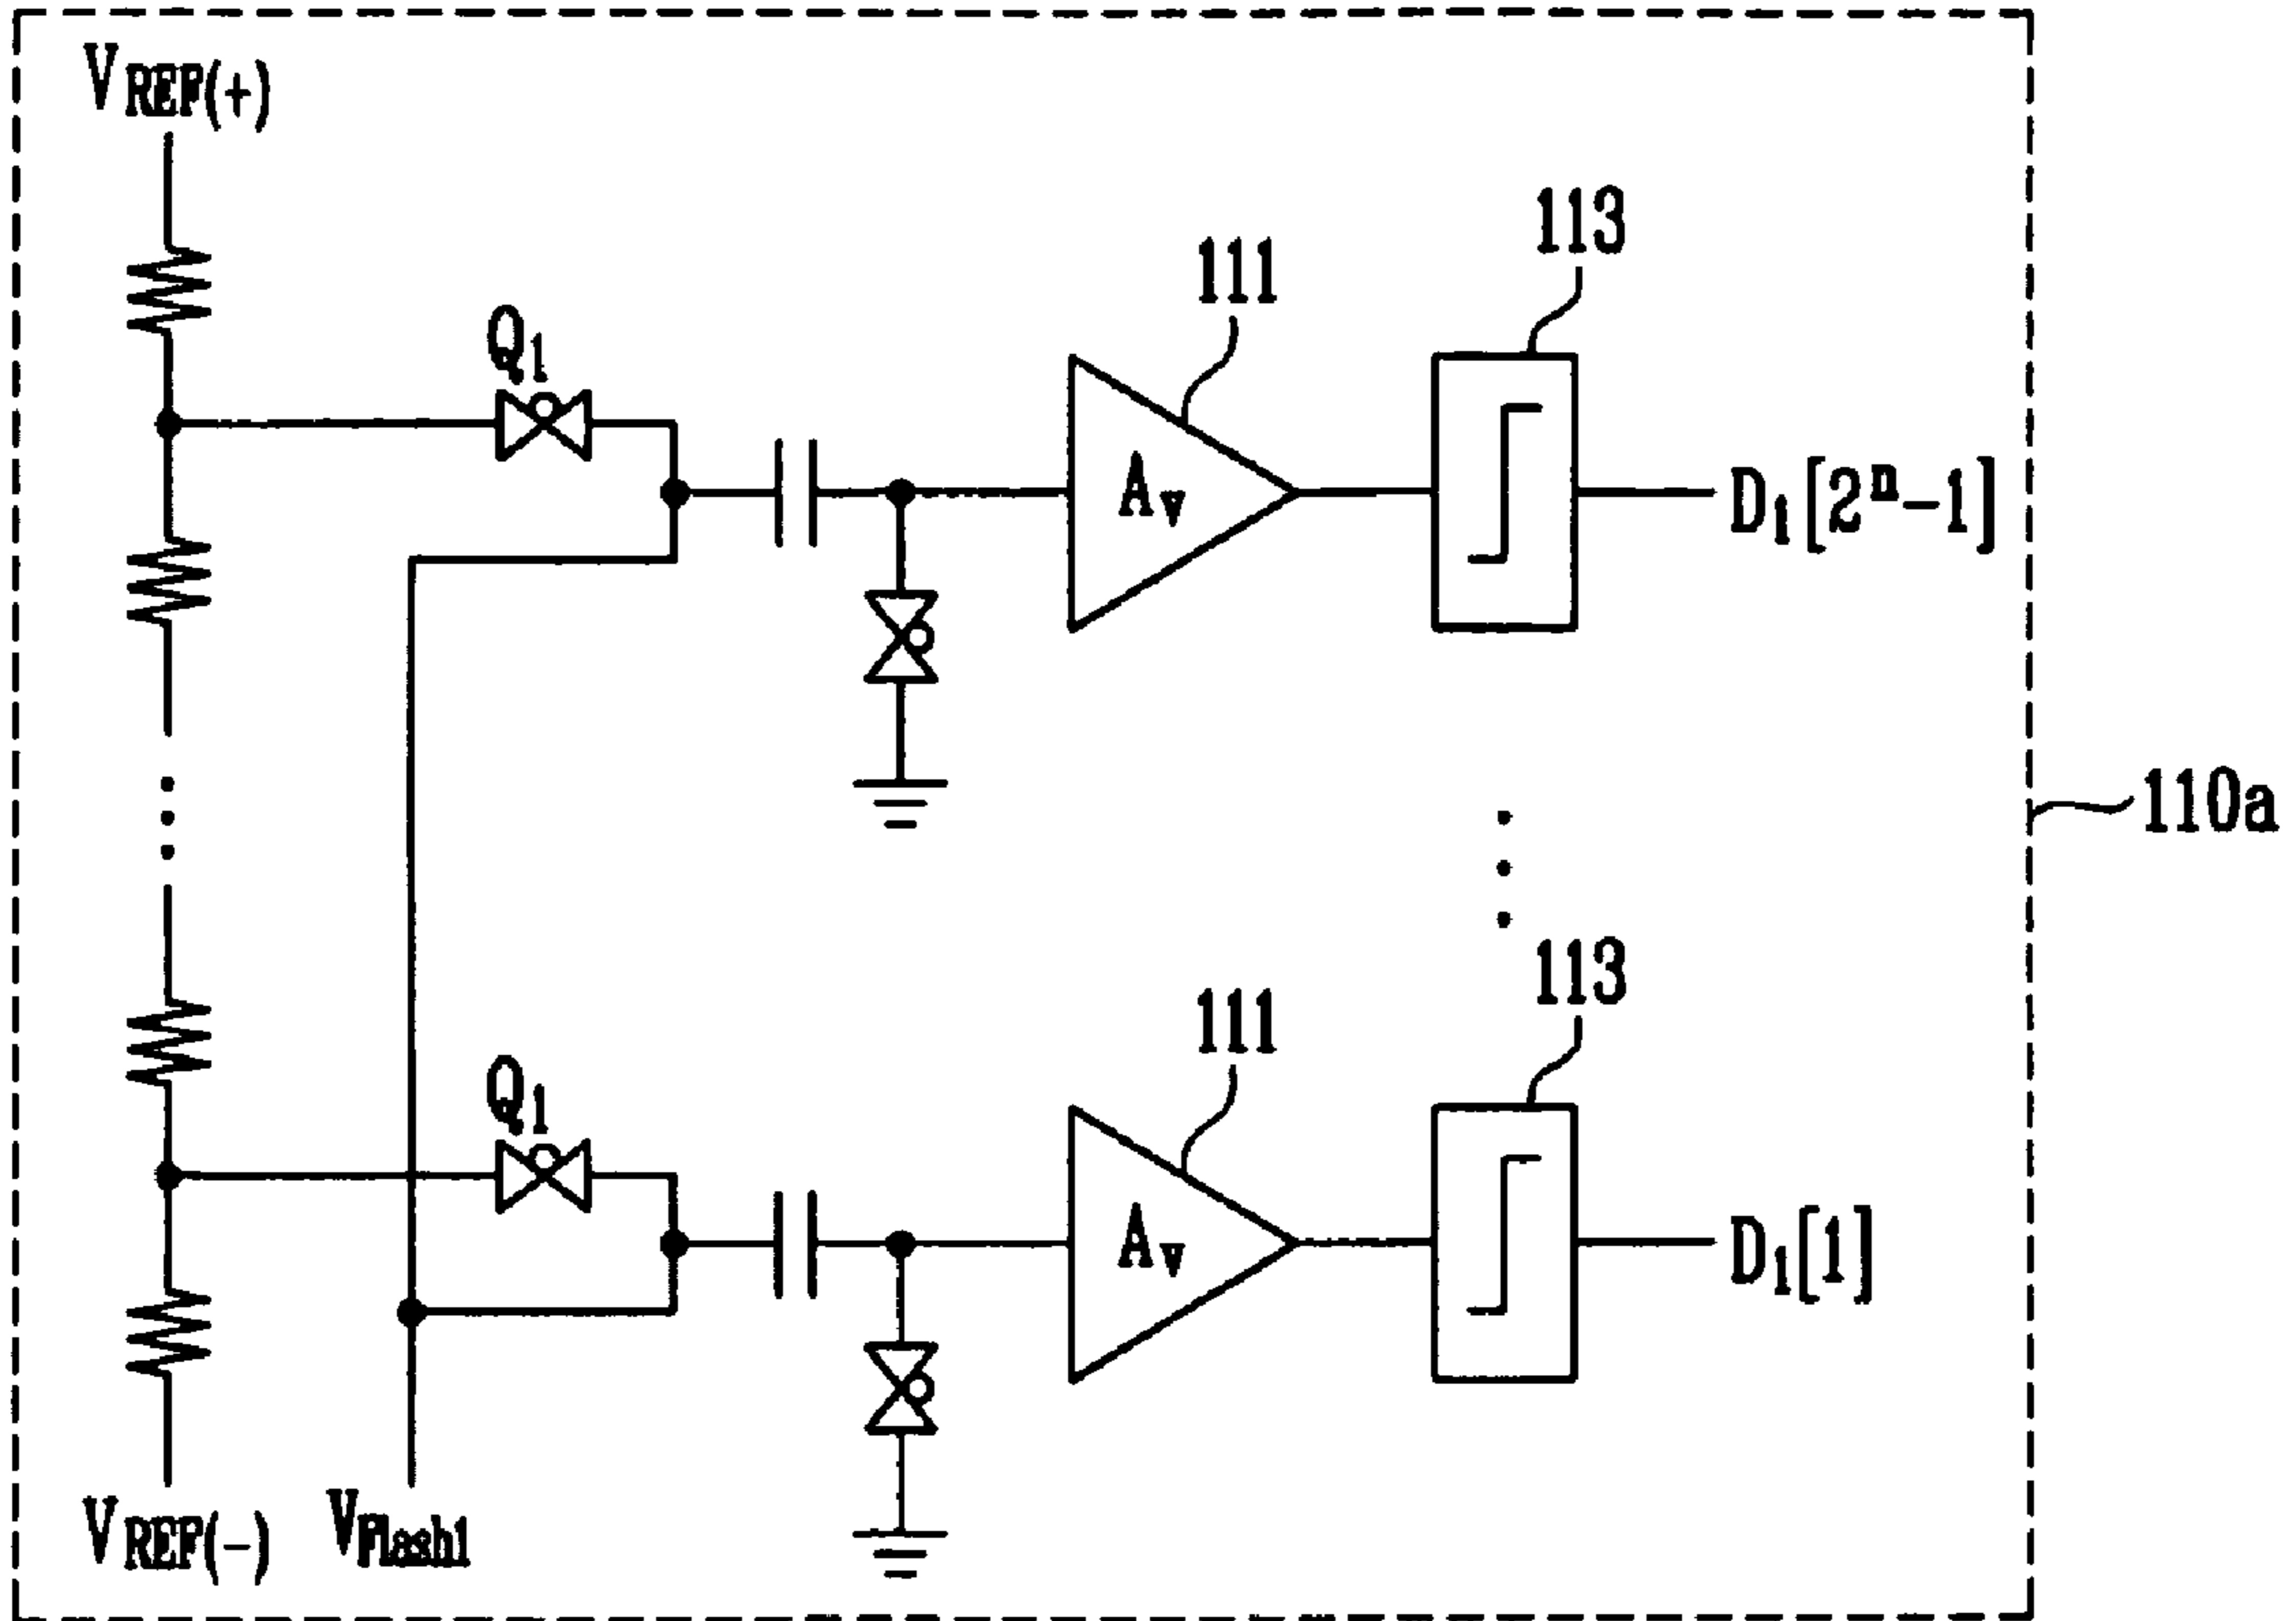 VREF(+)
113
111
Q1
Av
D1[2ⁿ-1]
110a
113
111
Q1
Av
D1[1]
VREF(-)
VFlash1